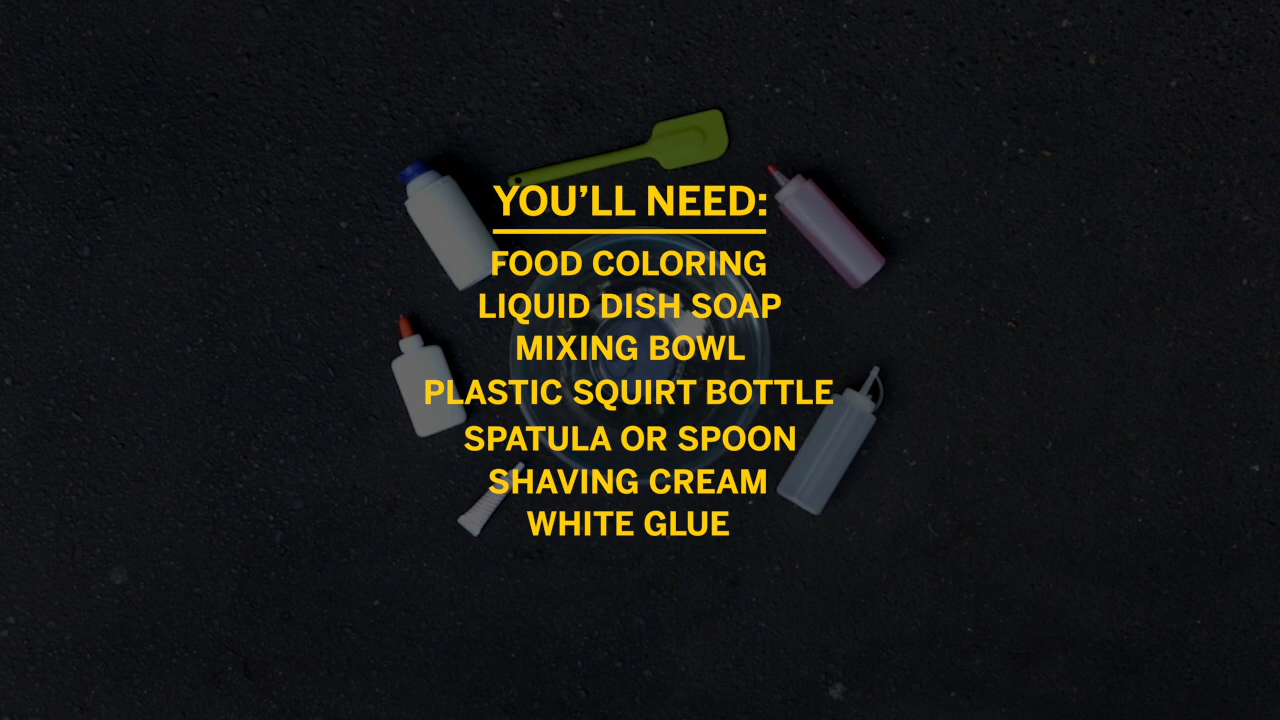 YOU'LL NEED:
FOOD COLORING
LIQUID DISH SOAP
MIXING BOWL
PLASTIC SQUIRT BOTTLE
SPATULA OR SPOON
SHAVING CREAM
WHITE GLUE